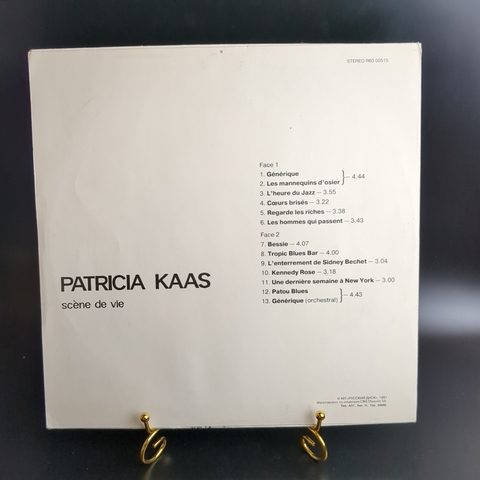 STEREO R60 00515
Face 1
1. Générique
2. Les mannequins d'osier } — 4.44
3. L'heure du Jazz — 3.55
4. Cœurs brisés — 3.22
5. Regarde les riches — 3.38
6. Les hommes qui passent — 3.43
Face 2
7. Bessie — 4.07
8. Tropic Blues Bar — 4.00
9. L'enterrement de Sidney Bechet — 3.04
10. Kennedy Rose — 3.18
11. Une dernière semaine à New York — 3.00
12. Patou Blues
13. Générique (orchestral) } — 4.43
PATRICIA KAAS
scène de vie